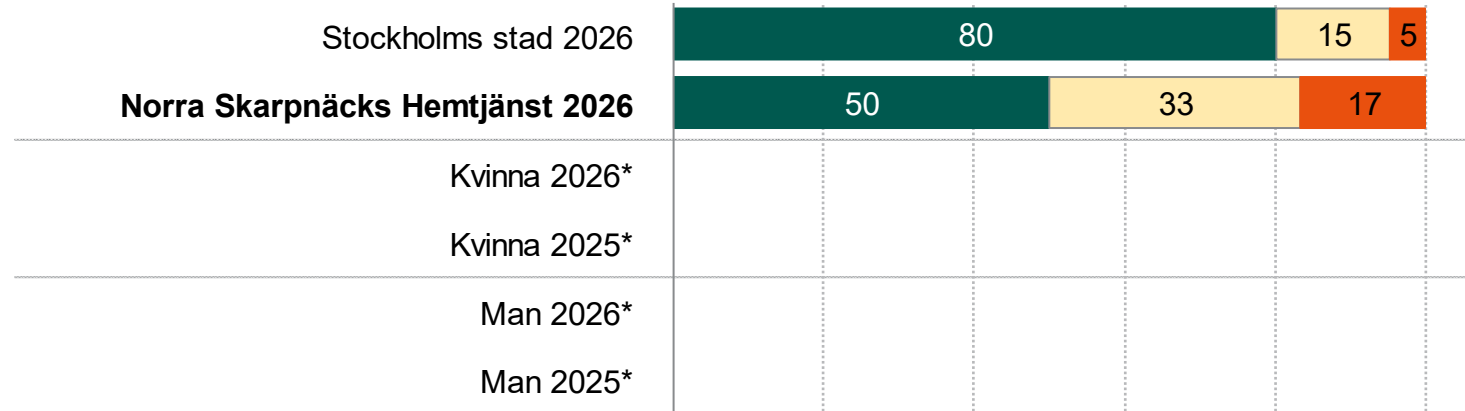 Stockholms stad 2026 80 15 5
Norra Skarpnäcks Hemtjänst 2026 50 33 17
Kvinna 2026*
Kvinna 2025*
Man 2026*
Man 2025*